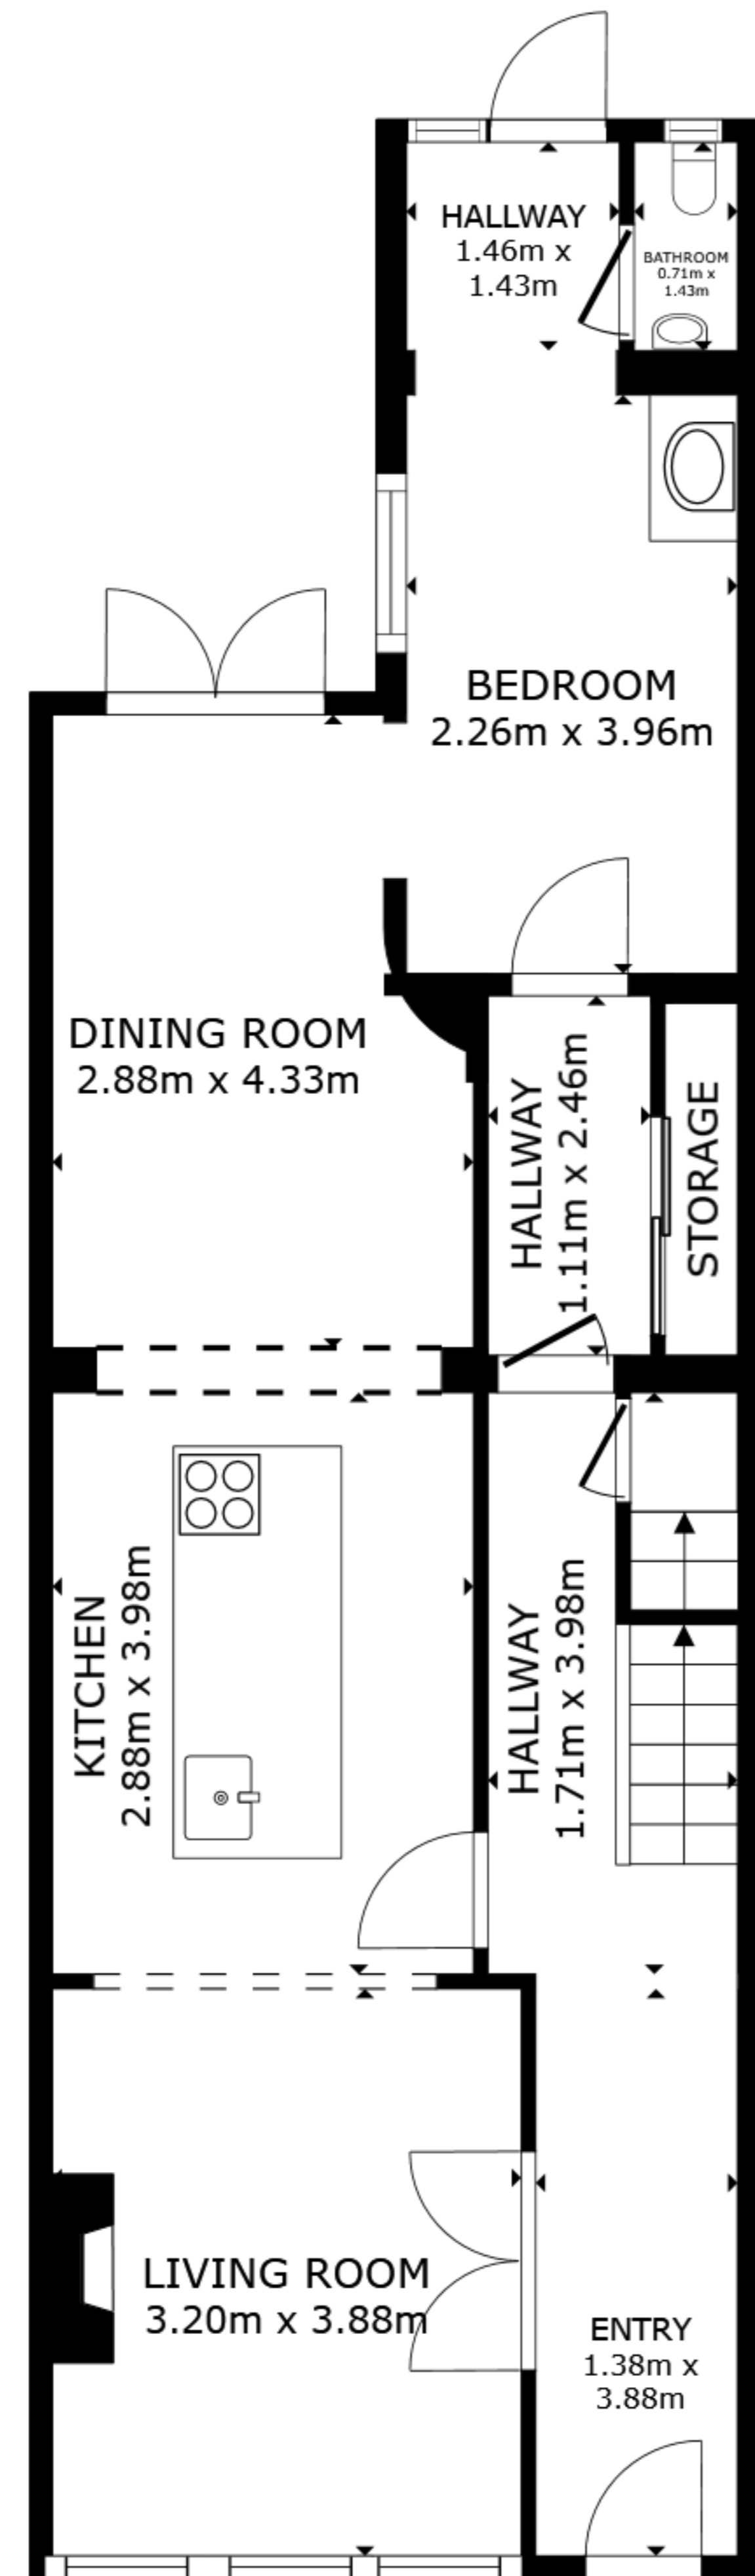 HALLWAY
1.46m x
1.43m
BATHROOM
0.71m x
1.43m
BEDROOM
2.26m x 3.96m
DINING ROOM
2.88m x 4.33m
HALLWAY
1.11m x 2.46m
STORAGE
KITCHEN
2.88m x 3.98m
HALLWAY
1.71m x 3.98m
LIVING ROOM
3.20m x 3.88m
ENTRY
1.38m x
3.88m